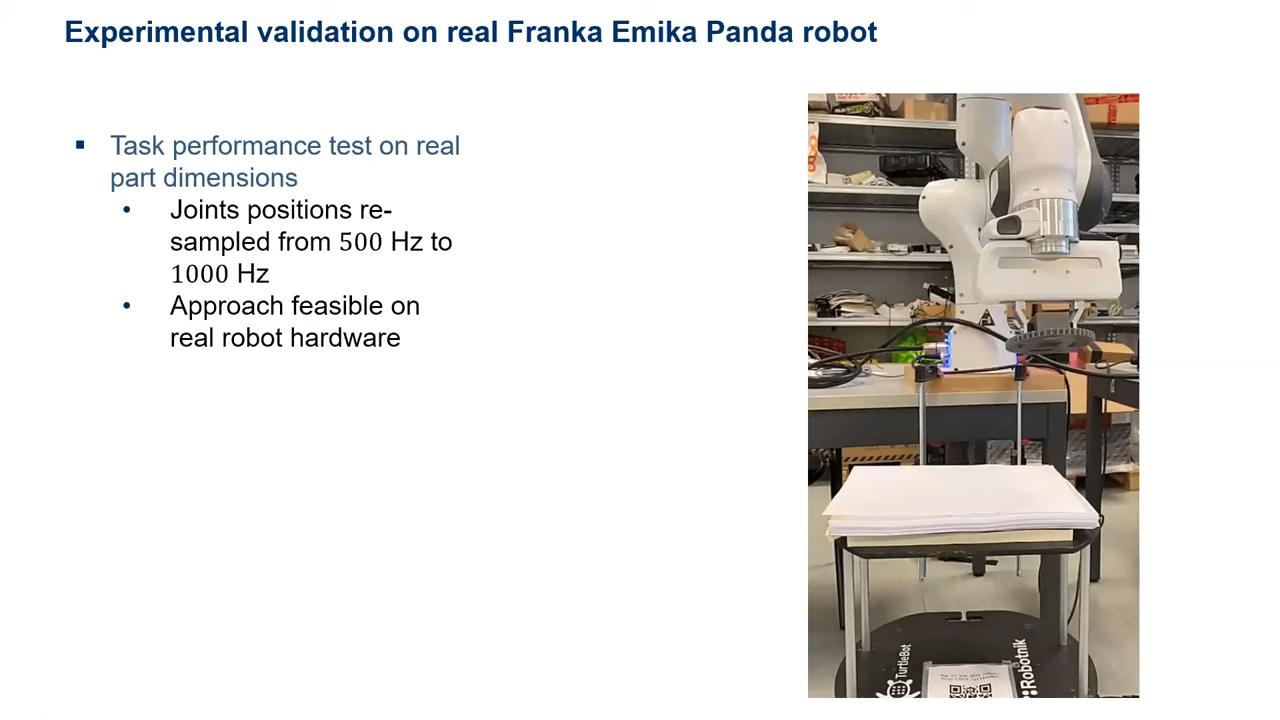 Experimental validation on real Franka Emika Panda robot
Task performance test on real
part dimensions
Joints positions re-
sampled from 500 Hz to
1000 Hz
Approach feasible on
real robot hardware
TurtleBot
Robotnik